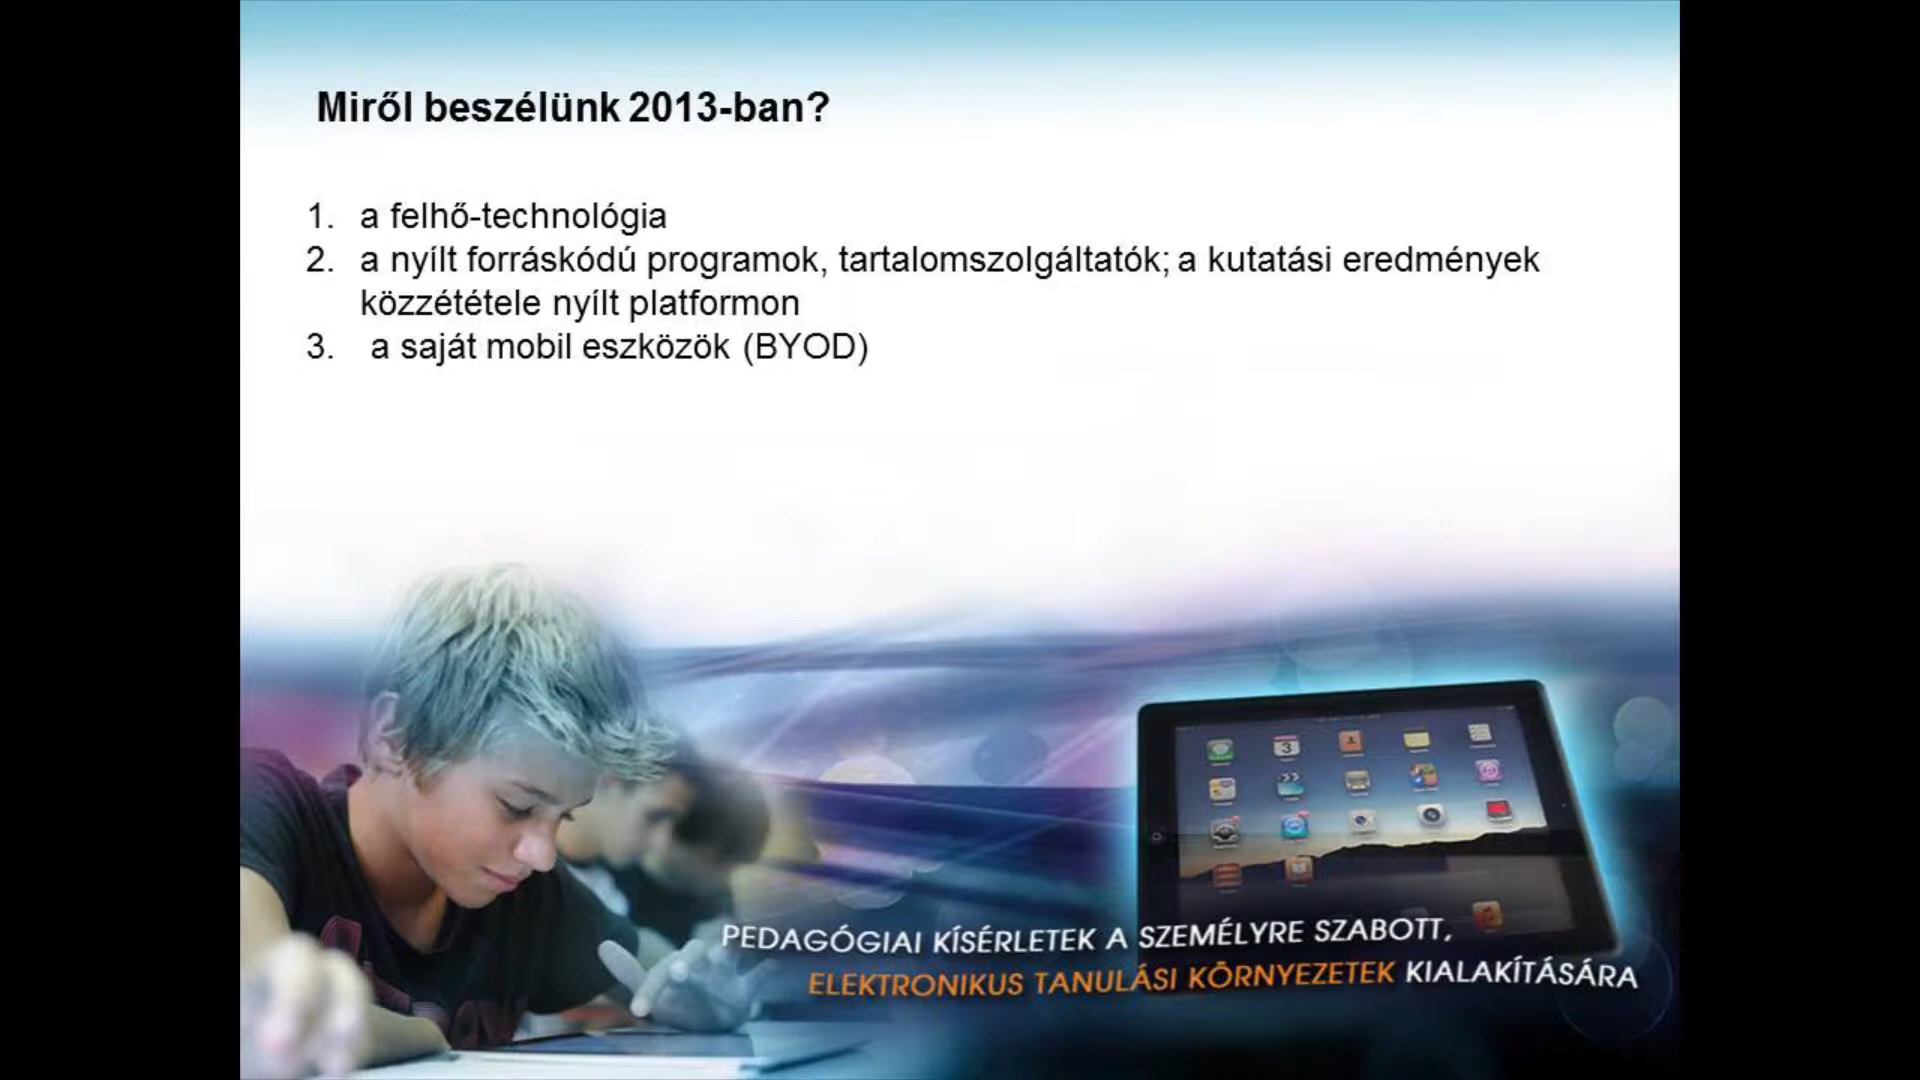 Miről beszélünk 2013-ban?
1. a felhő-technológia
2. a nyílt forráskódú programok, tartalomszolgáltatók; a kutatási eredmények
közzététele nyílt platformon
3. a saját mobil eszközök (BYOD)
3
PEDAGÓGIAI KÍSÉRLETEK A SZEMÉLYRE SZABOTT,
ELEKTRONIKUS TANULÁSI KÖRNYEZETEK KIALAKÍTÁSÁRA